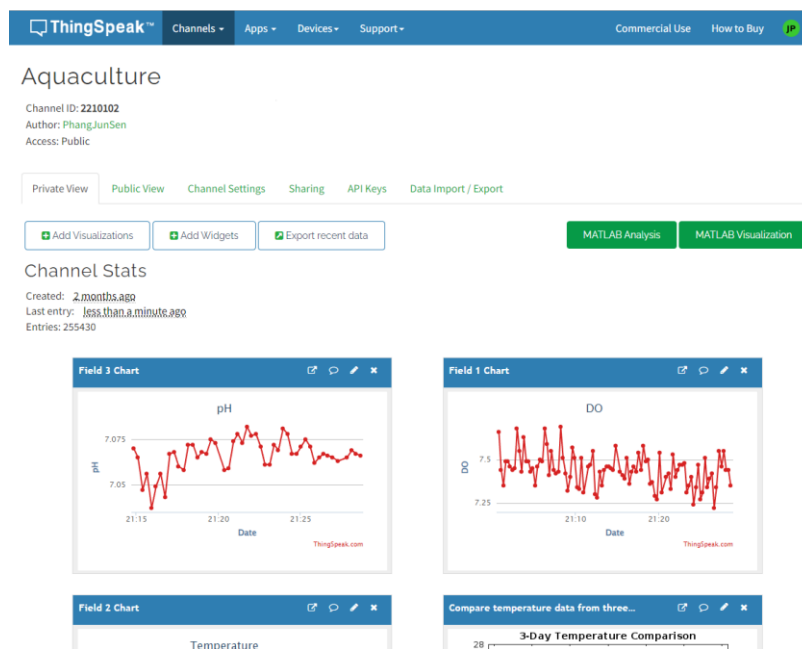 ThingSpeak™ Channels Apps Devices Support Commercial Use How to Buy JP
Aquaculture
Channel ID: 2210102
Author: PhangJunSen
Access: Public
Private View Public View Channel Settings Sharing API Keys Data Import / Export
Add Visualizations Add Widgets Export recent data MATLAB Analysis MATLAB Visualization
Channel Stats
Created: 2 months ago
Last entry: less than a minute ago
Entries: 255430
Field 3 Chart
pH
7.075
7.05
pH
21:15 21:20 21:25
Date
ThingSpeak.com
Field 1 Chart
DO
7.5
7.25
DO
21:10 21:20
Date
ThingSpeak.com
Field 2 Chart
Temperature
Compare temperature data from three...
3-Day Temperature Comparison
28